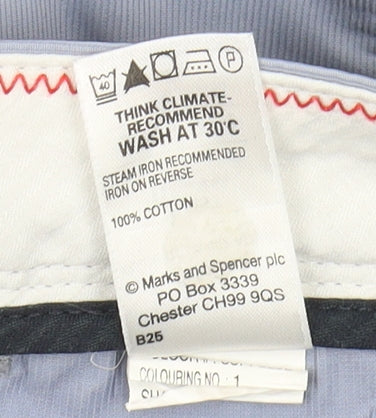 40
P
THINK CLIMATE-
RECOMMEND
WASH AT 30°C
STEAM IRON RECOMMENDED
IRON ON REVERSE
100% COTTON
© Marks and Spencer plc
PO Box 3339
Chester CH99 9QS
B25
COLOURING NO : 1